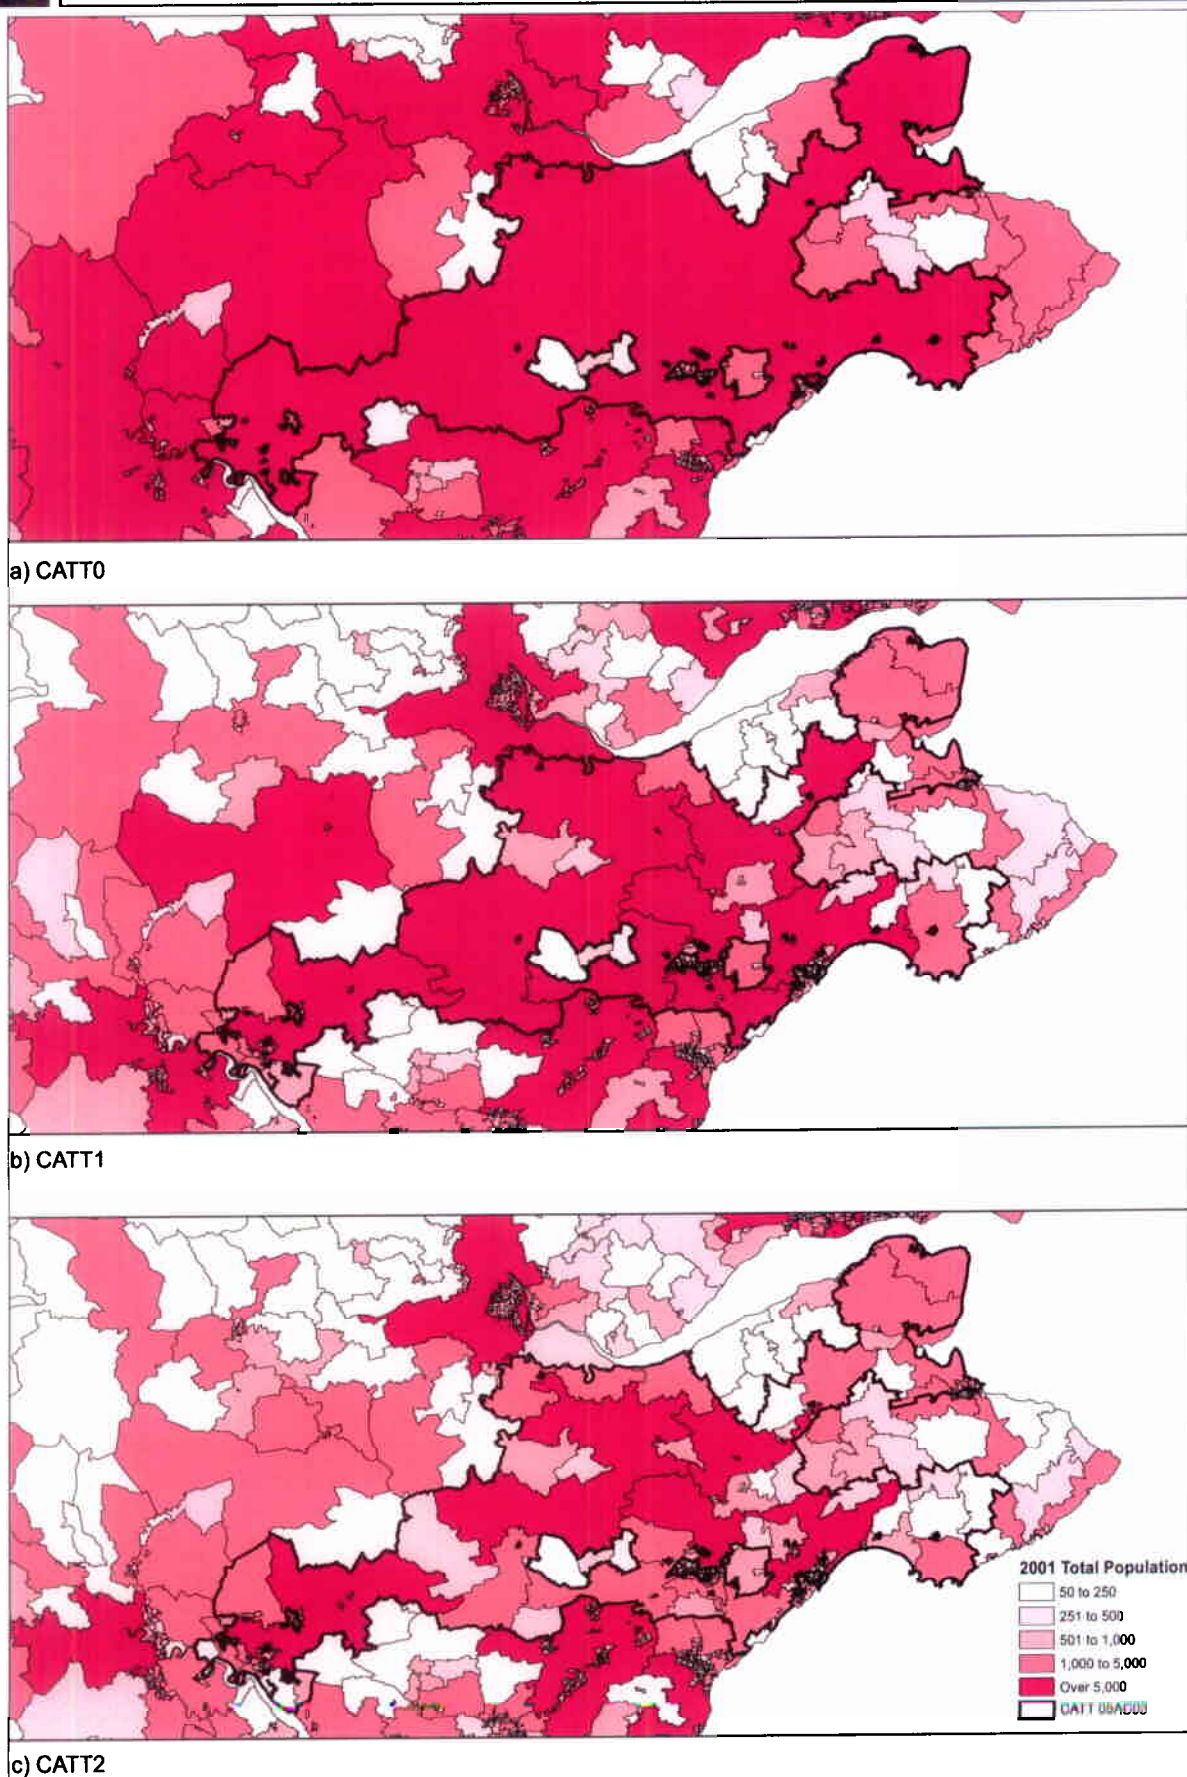 a) CATT0
b) CATT1
c) CATT2
2001 Total Population
50 to 250
251 to 500
501 to 1,000
1,000 to 5,000
Over 5,000
CATT